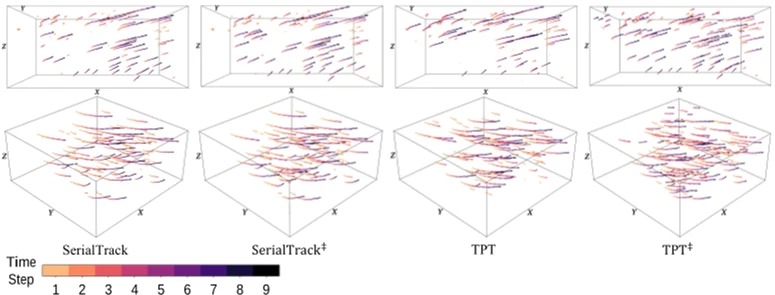 Y Y Y Y
Z Z Z Z
X X X X
Z Z Z Z
Y X Y X Y X Y X
SerialTrack SerialTrack‡ TPT TPT‡
Time
Step
1 2 3 4 5 6 7 8 9